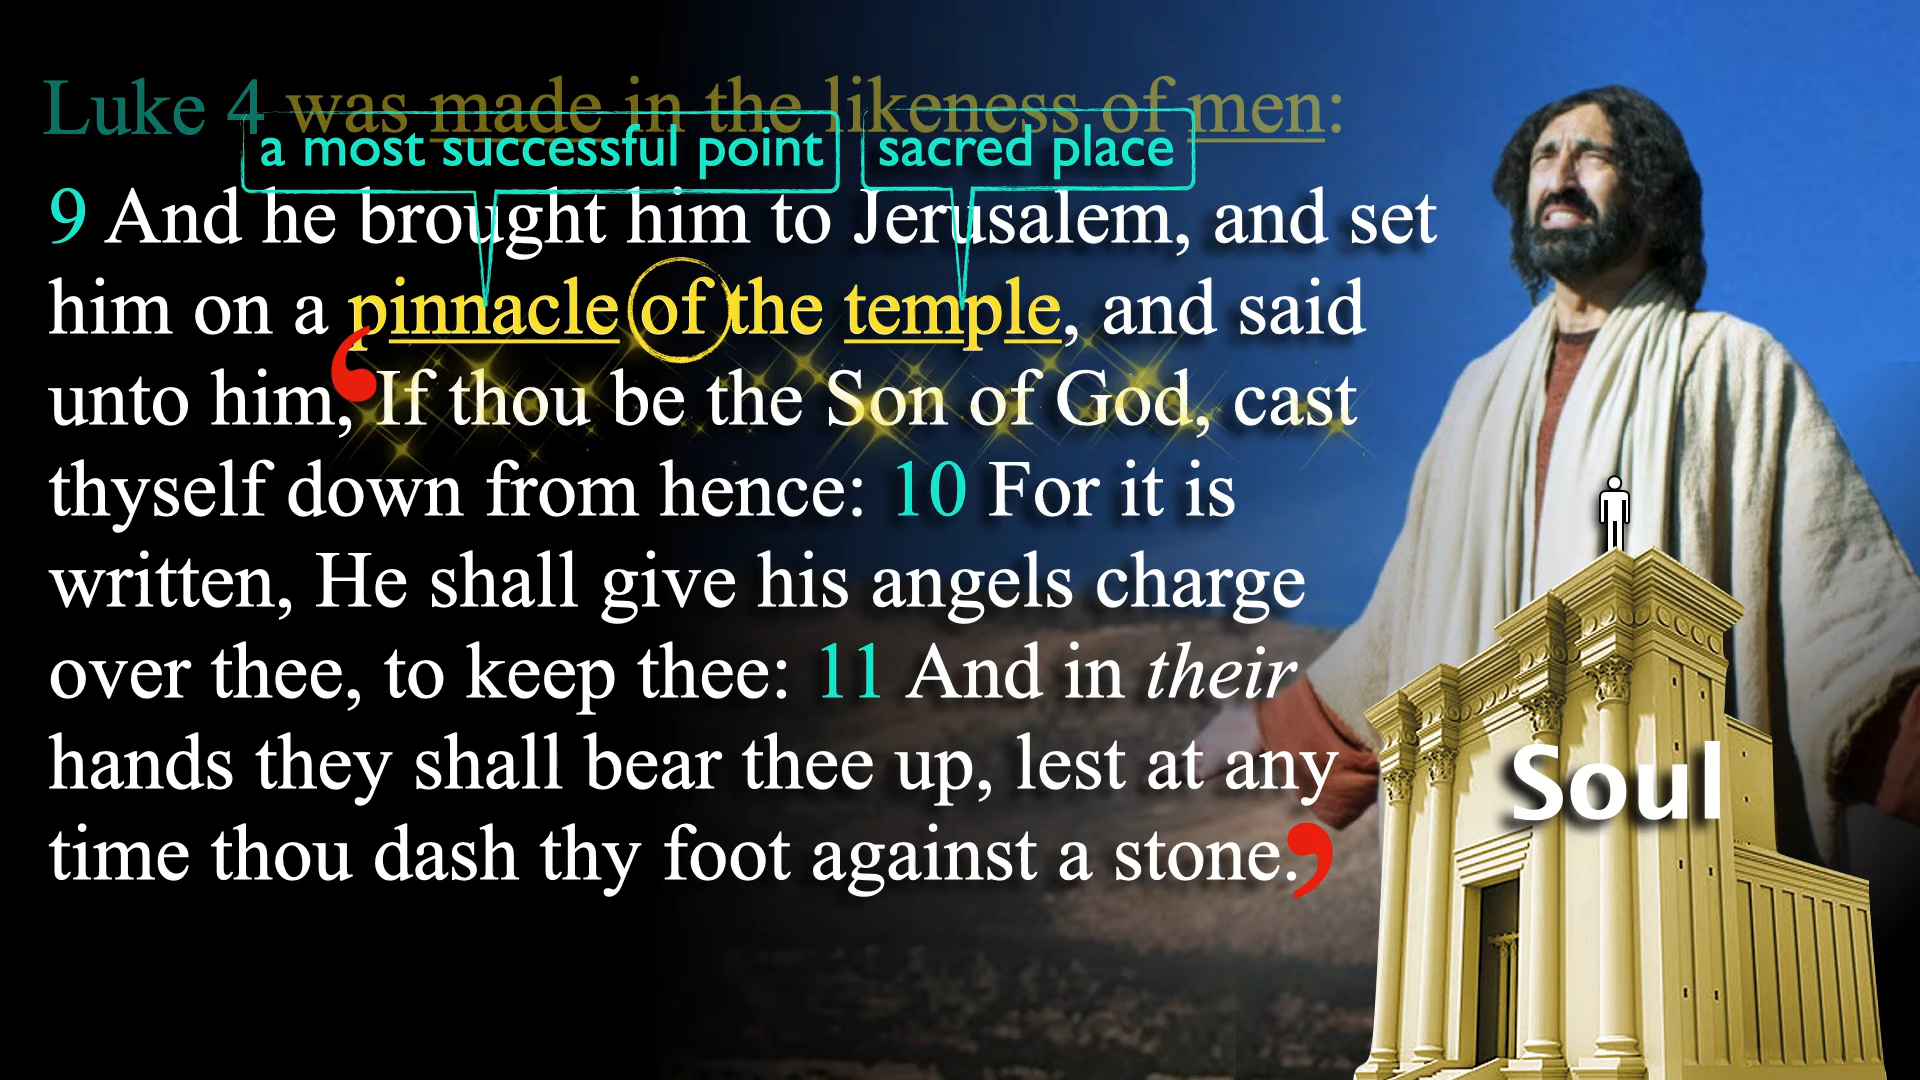 Luke 4 was made in the likeness of men:
a most successful point sacred place
9 And he brought him to Jerusalem, and set
him on a pinnacle of the temple, and said
unto him, ‘If thou be the Son of God, cast
thyself down from hence: 10 For it is
written, He shall give his angels charge
over thee, to keep thee: 11 And in their
hands they shall bear thee up, lest at any
time thou dash thy foot against a stone.’
Soul